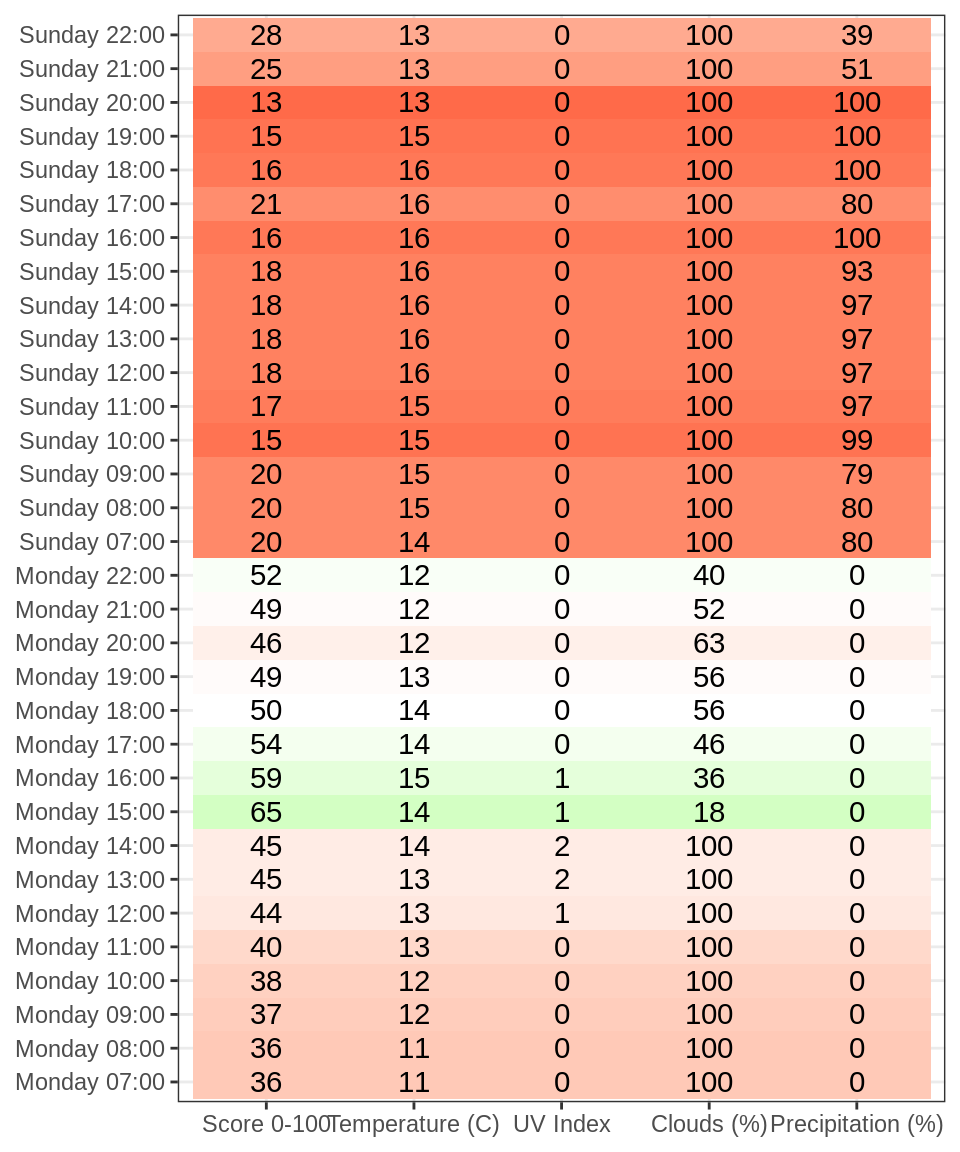 Sunday 22:00 28 13 0 100 39
Sunday 21:00 25 13 0 100 51
Sunday 20:00 13 13 0 100 100
Sunday 19:00 15 15 0 100 100
Sunday 18:00 16 16 0 100 100
Sunday 17:00 21 16 0 100 80
Sunday 16:00 16 16 0 100 100
Sunday 15:00 18 16 0 100 93
Sunday 14:00 18 16 0 100 97
Sunday 13:00 18 16 0 100 97
Sunday 12:00 18 16 0 100 97
Sunday 11:00 17 15 0 100 97
Sunday 10:00 15 15 0 100 99
Sunday 09:00 20 15 0 100 79
Sunday 08:00 20 15 0 100 80
Sunday 07:00 20 14 0 100 80
Monday 22:00 52 12 0 40 0
Monday 21:00 49 12 0 52 0
Monday 20:00 46 12 0 63 0
Monday 19:00 49 13 0 56 0
Monday 18:00 50 14 0 56 0
Monday 17:00 54 14 0 46 0
Monday 16:00 59 15 1 36 0
Monday 15:00 65 14 1 18 0
Monday 14:00 45 14 2 100 0
Monday 13:00 45 13 2 100 0
Monday 12:00 44 13 1 100 0
Monday 11:00 40 13 0 100 0
Monday 10:00 38 12 0 100 0
Monday 09:00 37 12 0 100 0
Monday 08:00 36 11 0 100 0
Monday 07:00 36 11 0 100 0
Score 0-100 Temperature (C) UV Index Clouds (%) Precipitation (%)